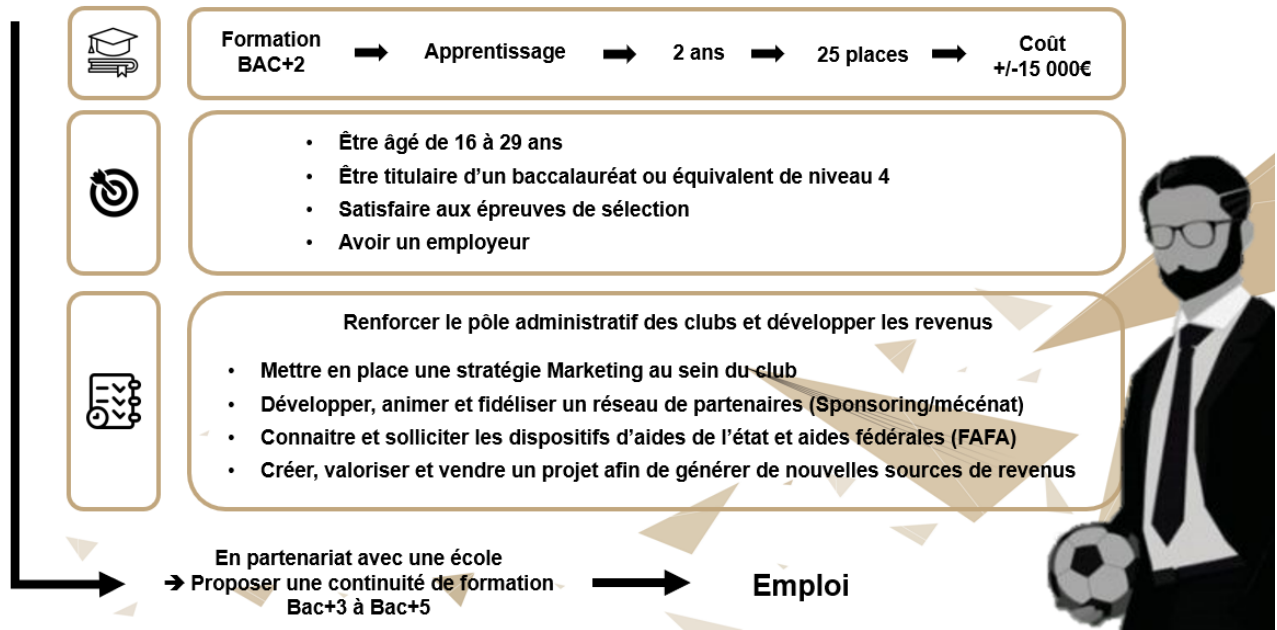 Formation
BAC+2
Apprentissage
2 ans
25 places
Coût
+/-15 000€
• Être âgé de 16 à 29 ans
• Être titulaire d'un baccalauréat ou équivalent de niveau 4
• Satisfaire aux épreuves de sélection
• Avoir un employeur
Renforcer le pôle administratif des clubs et développer les revenus
• Mettre en place une stratégie Marketing au sein du club
• Développer, animer et fidéliser un réseau de partenaires (Sponsoring/mécénat)
• Connaitre et solliciter les dispositifs d'aides de l'état et aides fédérales (FAFA)
• Créer, valoriser et vendre un projet afin de générer de nouvelles sources de revenus
En partenariat avec une école
➔ Proposer une continuité de formation
Bac+3 à Bac+5
Emploi